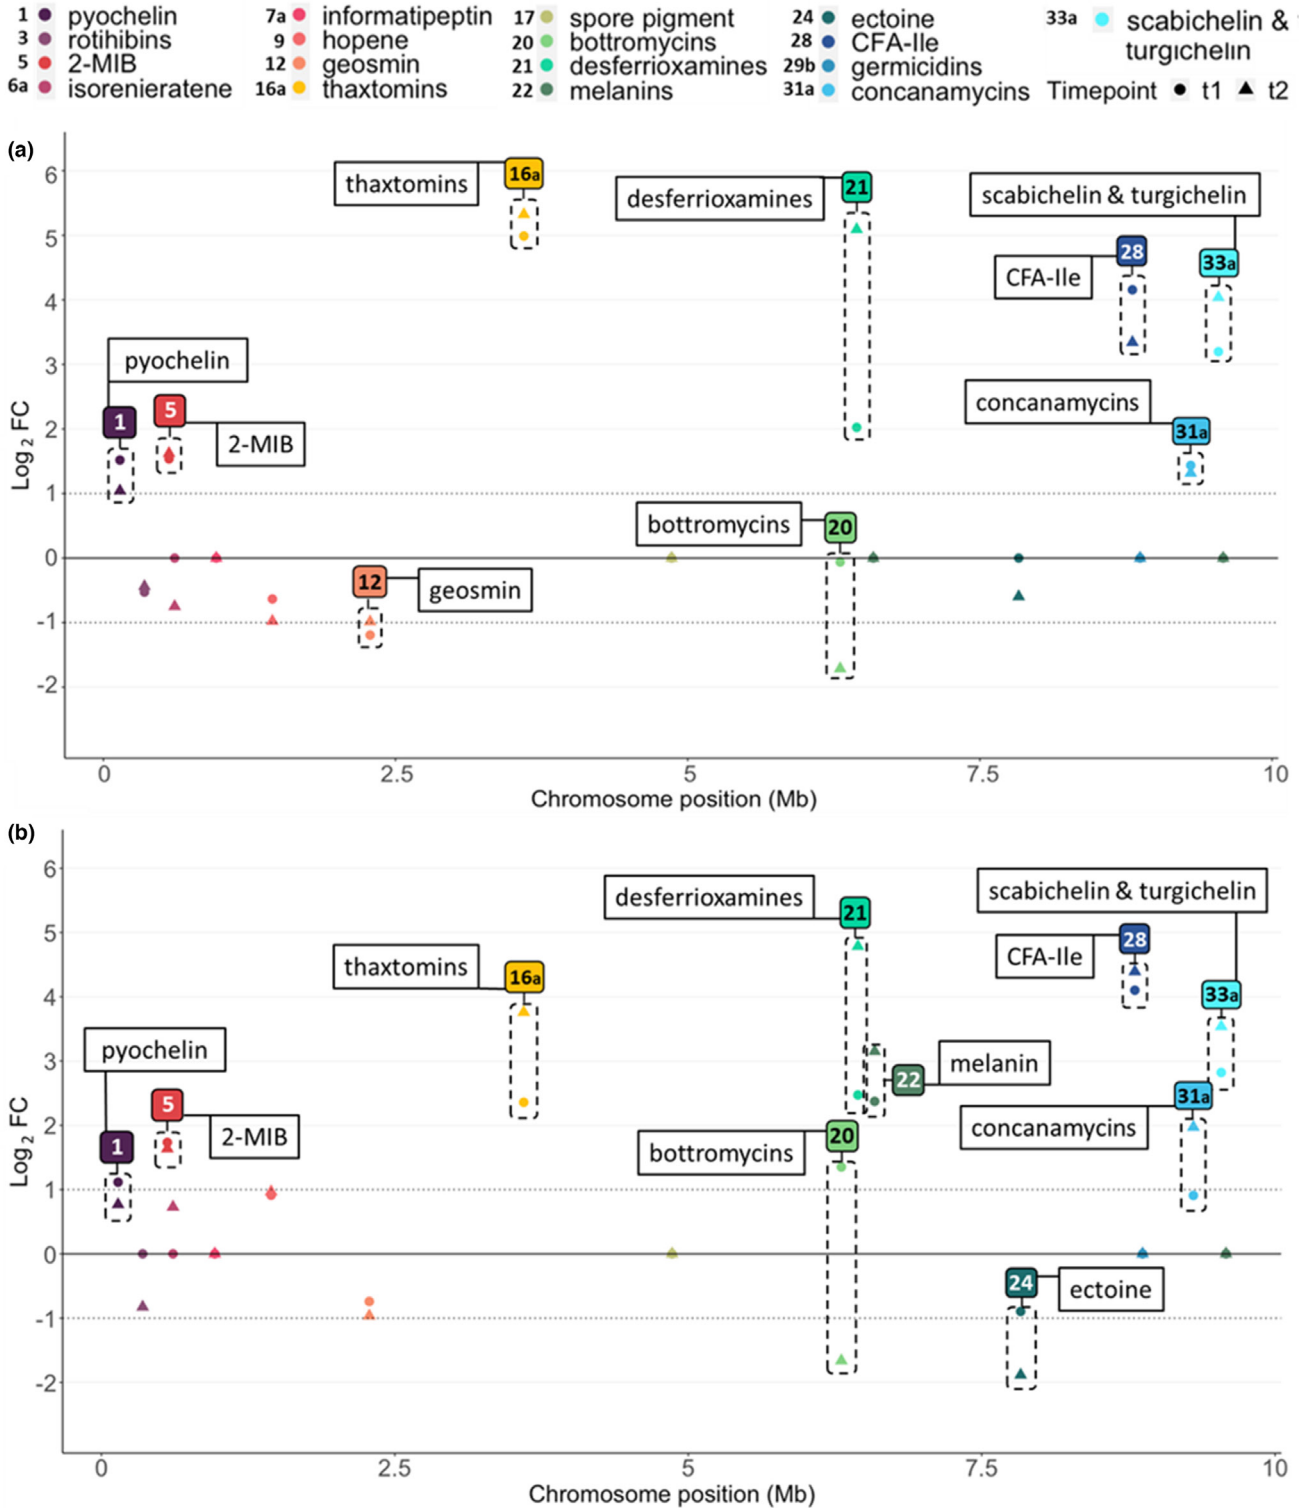 1 pyochelin 7a informatipeptin 17 spore pigment 24 ectoine 33a scabichelin &
3 rotihibins 9 hopene 20 bottromycins 28 CFA-Ile turgichelin
5 2-MIB 12 geosmin 21 desferrioxamines 29b germicidins
6a isorenieratene 16a thaxtomins 22 melanins 31a concanamycins Timepoint t1 t2
(a)
thaxtomins 16a
desferrioxamines 21
scabichelin & turgichelin
CFA-Ile 28 33a
pyochelin
1 5 2-MIB
concanamycins 31a
bottromycins 20
12 geosmin
6
5
4
3
2
1
0
-1
-2
Log2 FC
0 2.5 5 7.5 10
Chromosome position (Mb)
(b)
desferrioxamines 21
scabichelin & turgichelin
thaxtomins 16a
CFA-Ile 28
33a
pyochelin
melanin 22
5 2-MIB
1
bottromycins 20
concanamycins 31a
24 ectoine
6
5
4
3
2
1
0
-1
-2
Log2 FC
0 2.5 5 7.5 10
Chromosome position (Mb)